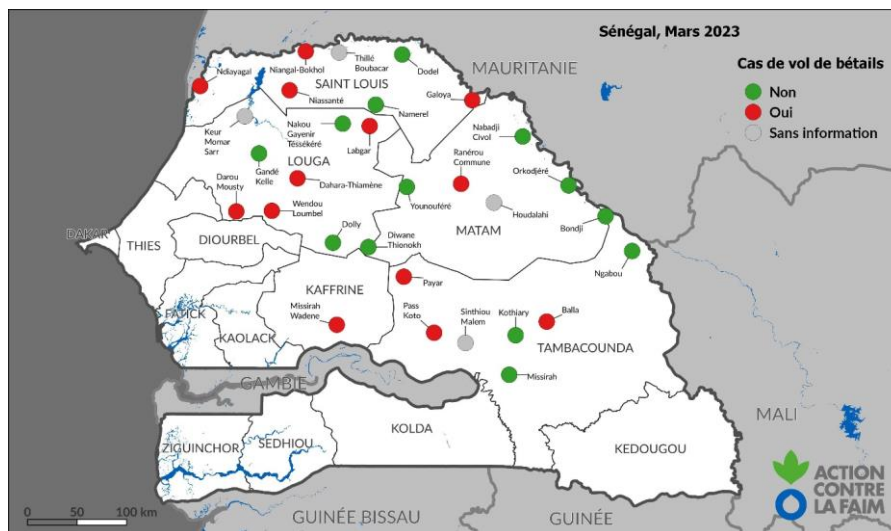 Sénégal, Mars 2023
Cas de vol de bétails
Non
Oui
Sans information
MAURITANIE
Ndiayagal
Niangal-Bokhol
Thillé
Boubacar
Dodel
SAINT LOUIS
Niassanté
Galoya
Namerel
Keur
Momar
Sarr
Nakou
Gayenir
Téssékéré
Labgar
Nabadji
Civol
LOUGA
Gandé
Kelle
Ranérou
Commune
Orkodjéré
Darou
Mousty
Dahara-Thiamène
Wendou
Loumbel
Younouféré
Houdalahi
Bondji
MATAM
DAKAR
THIES
DIOURBEL
Dolly
Diwane
Thionokh
Ngabou
KAFFRINE
Payar
FATICK
KAOLACK
Missirah
Wadene
Pass
Koto
Sinthiou
Malem
Kothiary
Balla
TAMBACOUNDA
Missirah
GAMBIE
MALI
ZIGUINCHOR
SEDHIOU
KOLDA
KEDOUGOU
ACTION
CONTRE
LA FAIM
0 50 100 km
GUINÉE BISSAU
GUINÉE